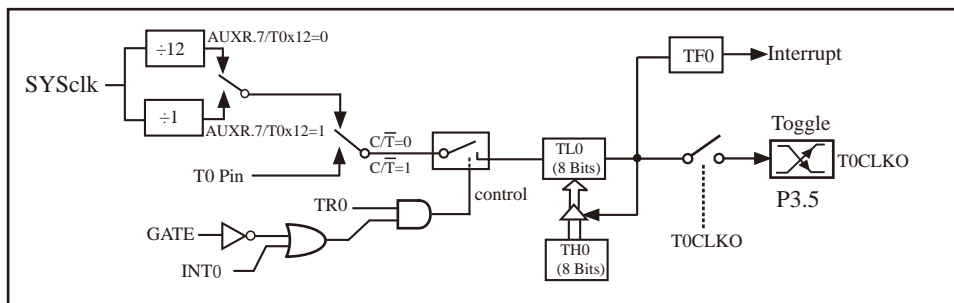 SYSclk
÷12
AUXR.7/T0x12=0
÷1
AUXR.7/T0x12=1
T0 Pin
C/T̅=0
C/T̅=1
control
TR0
GATE
INT0
TL0
(8 Bits)
TH0
(8 Bits)
TF0
Interrupt
Toggle
T0CLKO
P3.5
T0CLKO